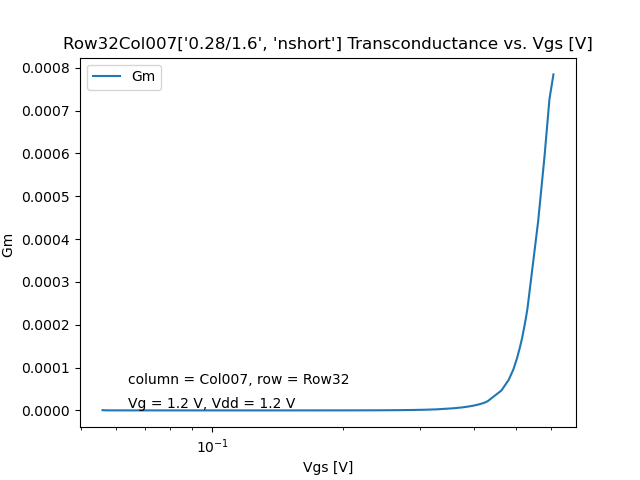 Row32Col007['0.28/1.6', 'nshort'] Transconductance vs. Vgs [V]
Gm
0.0008
0.0007
0.0006
0.0005
0.0004
0.0003
0.0002
0.0001
0.0000
Gm
column = Col007, row = Row32
Vg = 1.2 V, Vdd = 1.2 V
10⁻¹
Vgs [V]